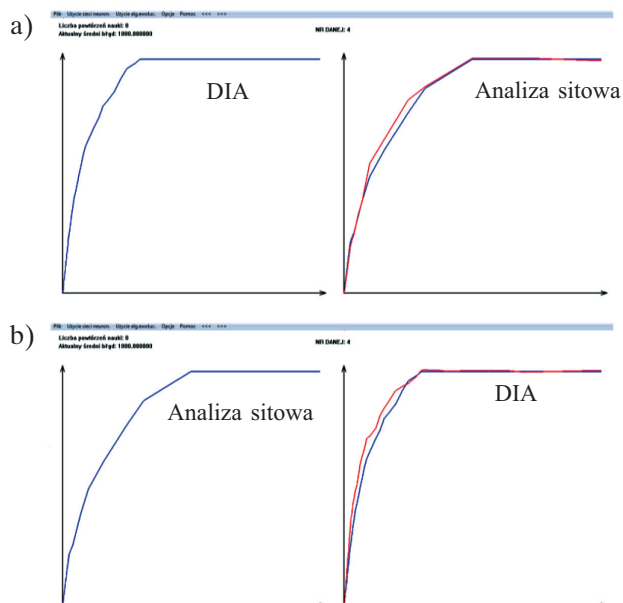 a)
Plik Użycie sieci neuron. Użycie alg.ewoluc. Opcje Pomoc <<< >>>
Liczba powtórzeń nauki: 0
Aktualny średni błąd: 1000.000000
NR DANEJ: 4
DIA
Analiza sitowa
b)
Plik Użycie sieci neuron. Użycie alg.ewoluc. Opcje Pomoc <<< >>>
Liczba powtórzeń nauki: 0
Aktualny średni błąd: 1000.000000
NR DANEJ: 4
Analiza sitowa
DIA